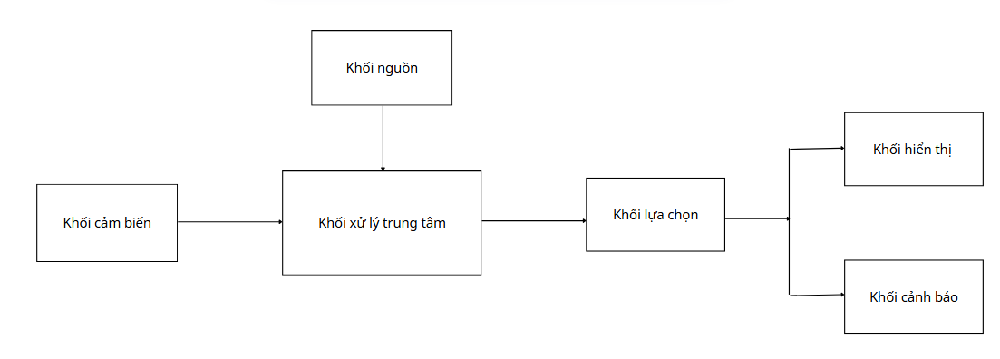 Khối nguồn
Khối cảm biến
Khối xử lý trung tâm
Khối lựa chọn
Khối hiển thị
Khối cảnh báo